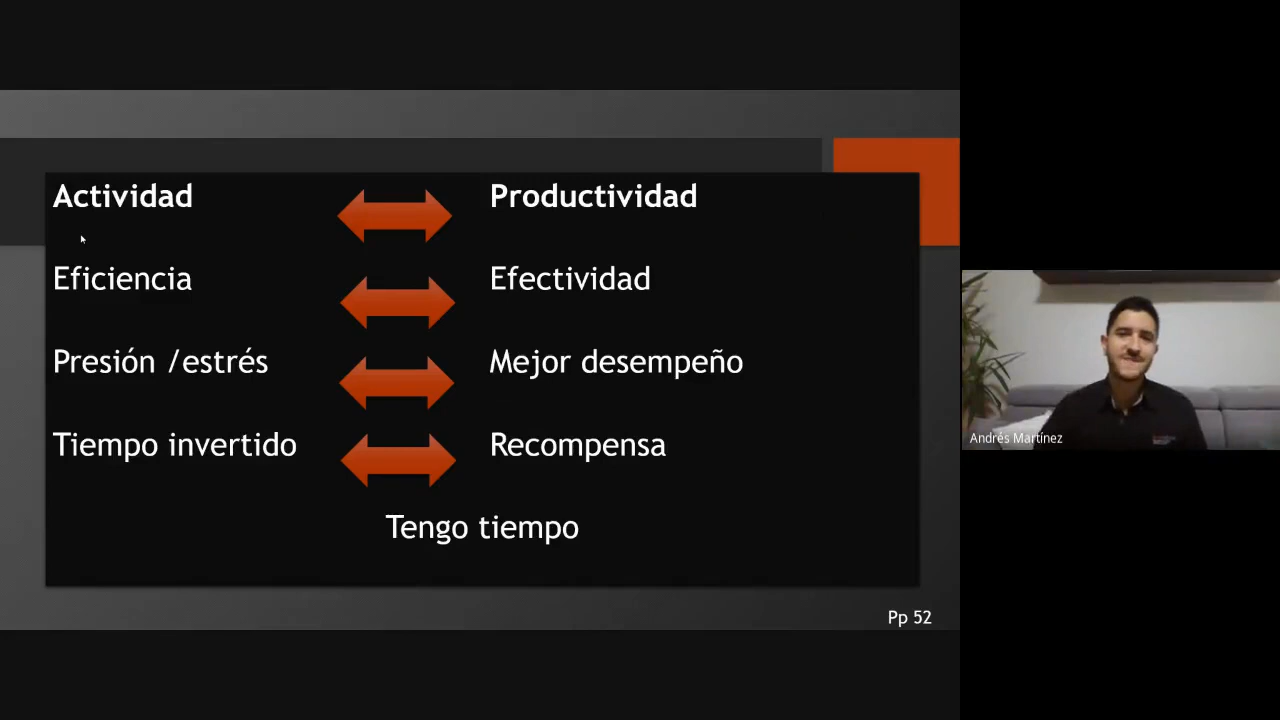 Actividad Productividad
Eficiencia Efectividad
Presión /estrés Mejor desempeño
Tiempo invertido Recompensa
Tengo tiempo
Pp 52
Andrés Martínez